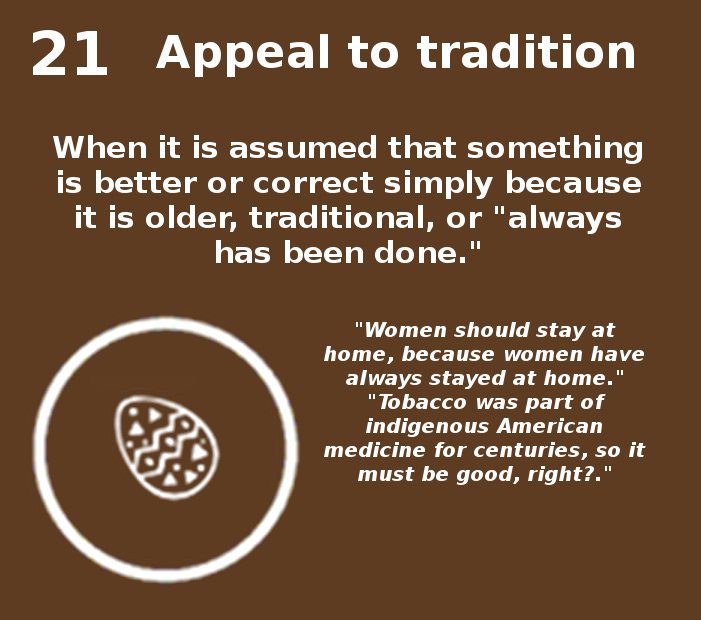 21 Appeal to tradition
When it is assumed that something
is better or correct simply because
it is older, traditional, or "always
has been done."
"Women should stay at
home, because women have
always stayed at home."
"Tobacco was part of
indigenous American
medicine for centuries, so it
must be good, right?."